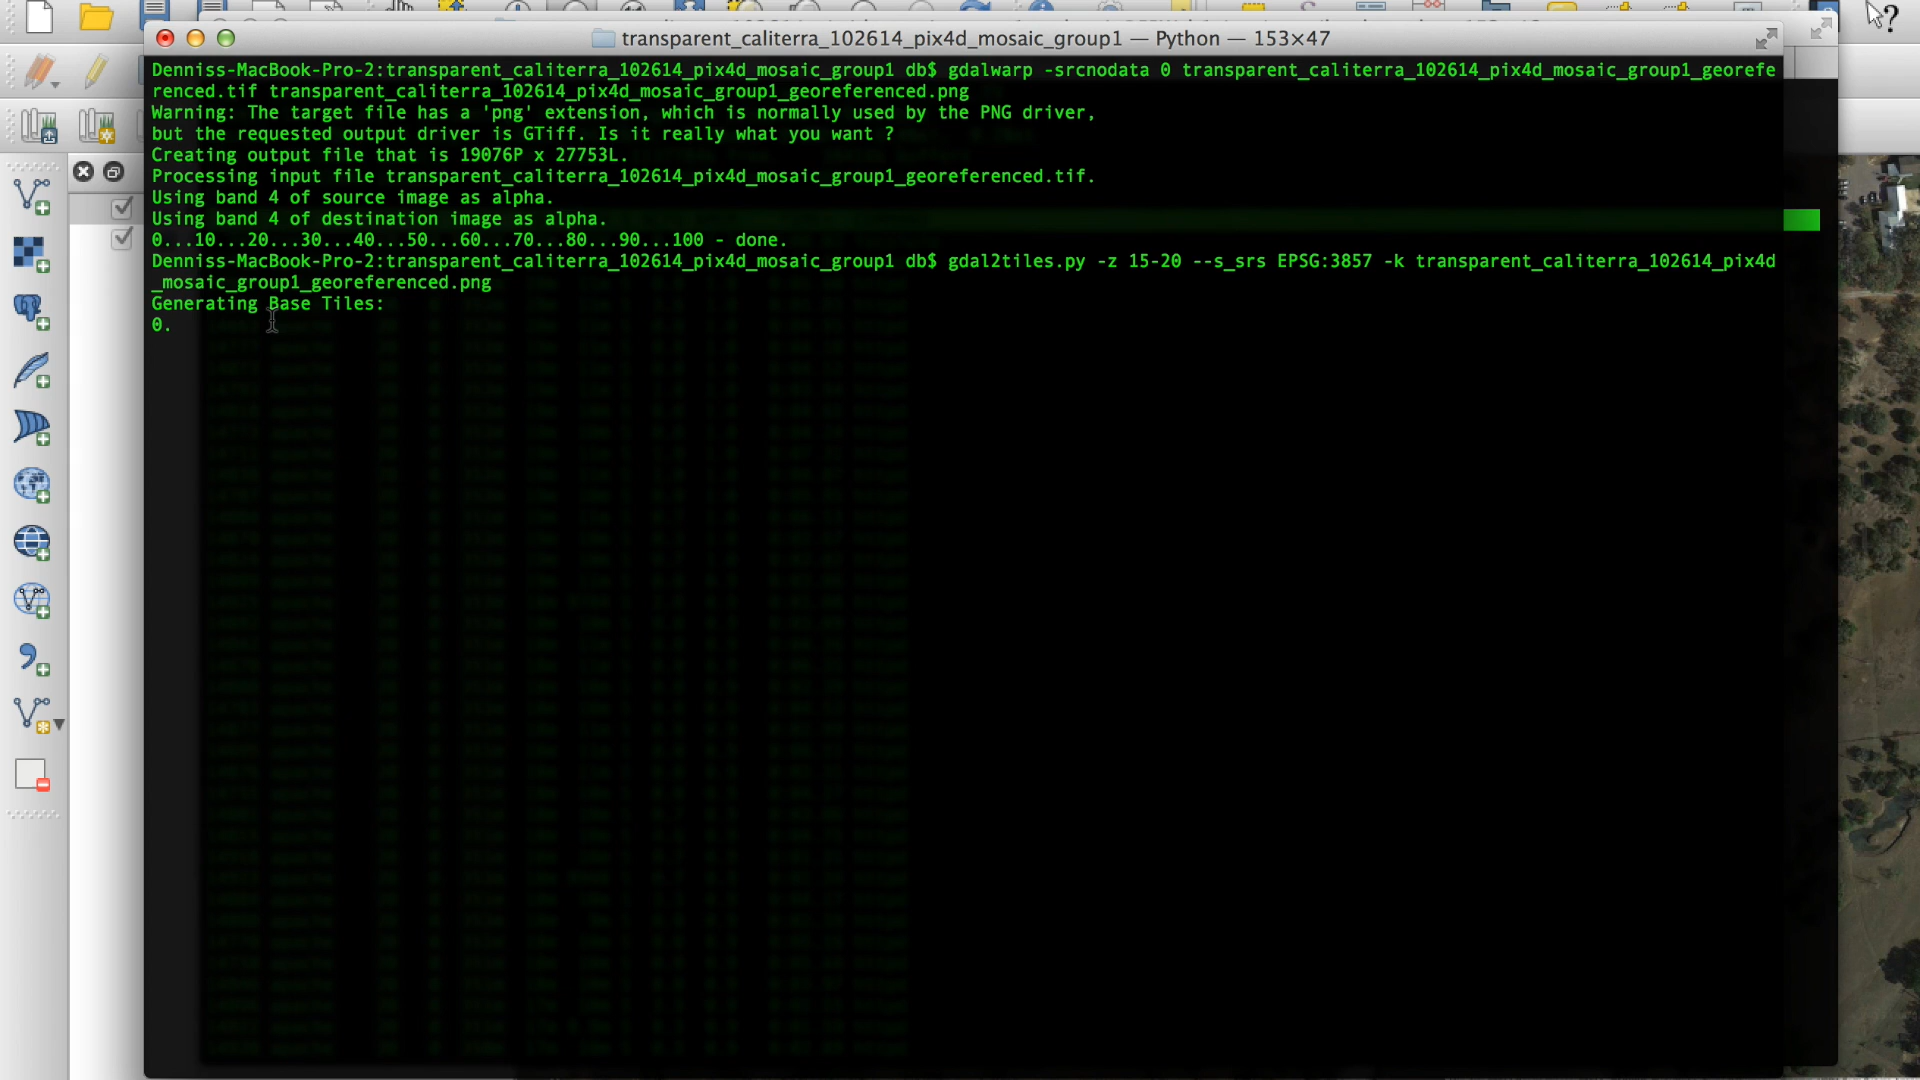 transparent_caliterra_102614_pix4d_mosaic_group1 — Python — 153×47
Denniss-MacBook-Pro-2:transparent_caliterra_102614_pix4d_mosaic_group1 db$ gdalwarp -srcnodata 0 transparent_caliterra_102614_pix4d_mosaic_group1_georefe
renced.tif transparent_caliterra_102614_pix4d_mosaic_group1_georeferenced.png
Warning: The target file has a 'png' extension, which is normally used by the PNG driver,
but the requested output driver is GTiff. Is it really what you want ?
Creating output file that is 19076P x 27753L.
Processing input file transparent_caliterra_102614_pix4d_mosaic_group1_georeferenced.tif.
Using band 4 of source image as alpha.
Using band 4 of destination image as alpha.
0...10...20...30...40...50...60...70...80...90...100 - done.
Denniss-MacBook-Pro-2:transparent_caliterra_102614_pix4d_mosaic_group1 db$ gdal2tiles.py -z 15-20 --s_srs EPSG:3857 -k transparent_caliterra_102614_pix4d
_mosaic_group1_georeferenced.png
Generating Base Tiles:
0.